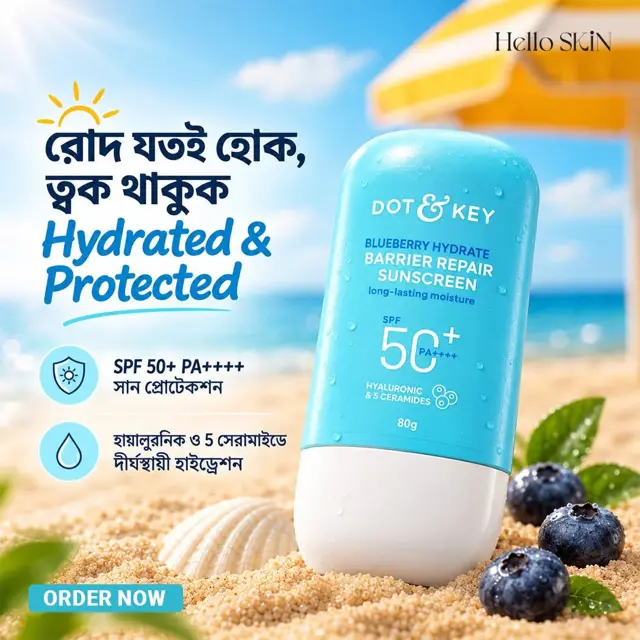 Hello SKiN
রোদ যতই হোক,
ত্বক থাকুক
Hydrated &
Protected
SPF 50+ PA++++
সান প্রোটেকশন
হায়ালুরনিক ও 5 সেরামাইডে
দীর্ঘস্থায়ী হাইড্রেশন
ORDER NOW
DOT & KEY
BLUEBERRY HYDRATE
BARRIER REPAIR
SUNSCREEN
long-lasting moisture
SPF
50+
PA++++
HYALURONIC
& 5 CERAMIDES
80g